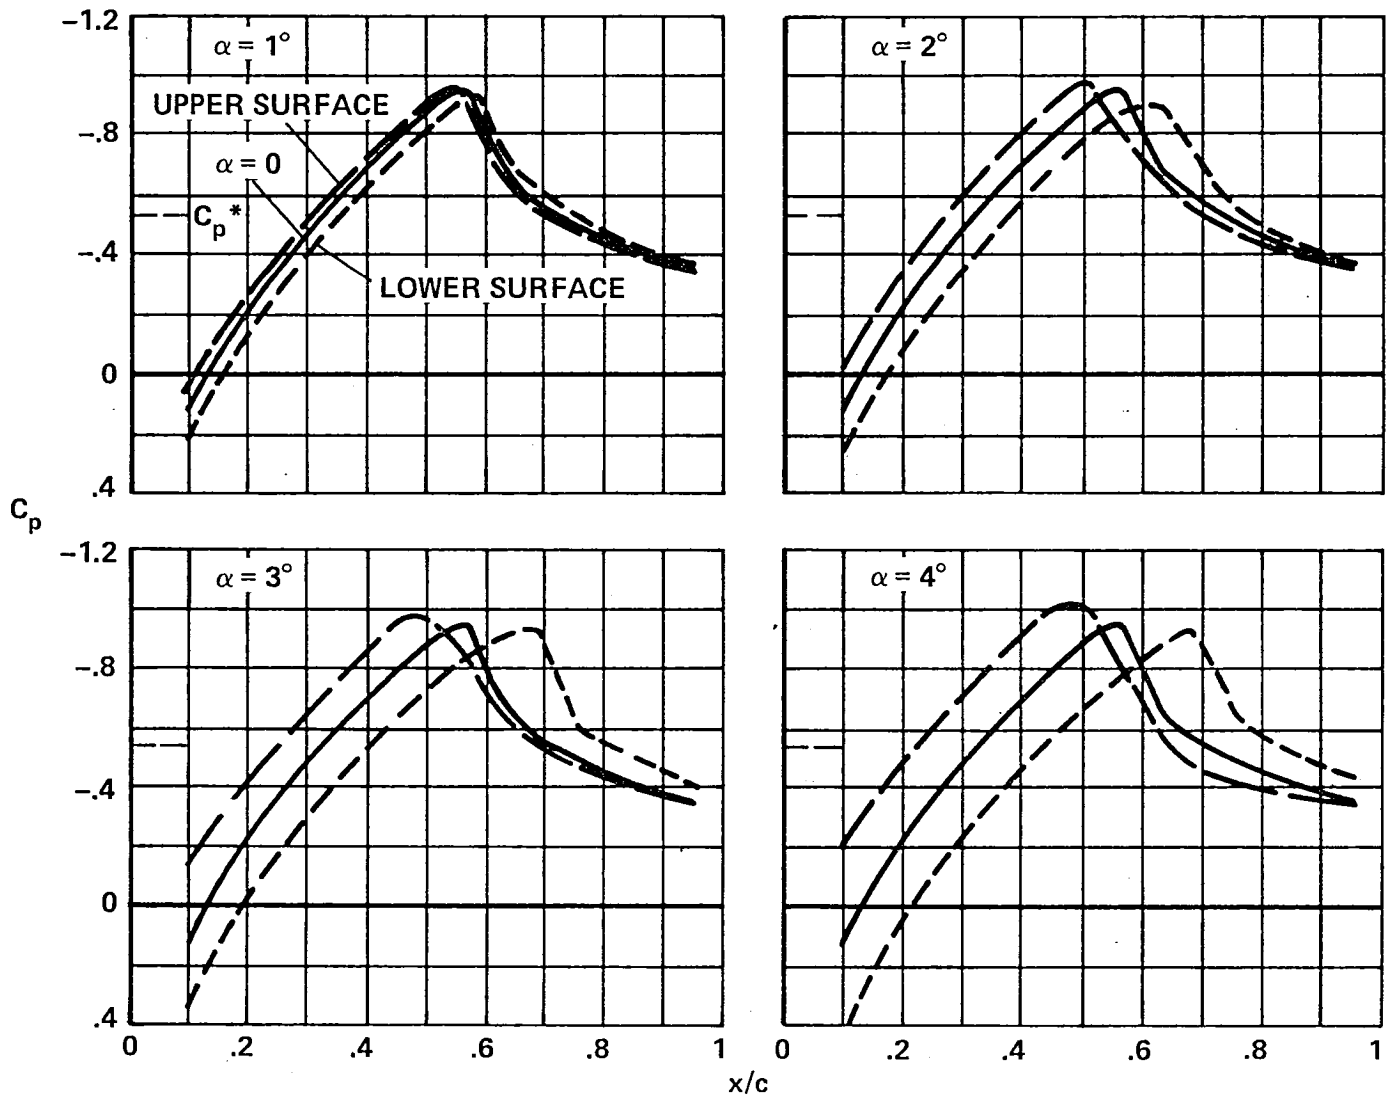 −1.2
α = 1°
α = 2°
UPPER SURFACE
−.8
α = 0
Cp*
−.4
LOWER SURFACE
0
.4
Cp
−1.2
α = 3°
α = 4°
−.8
−.4
0
.4
0 .2 .4 .6 .8 1
0 .2 .4 .6 .8 1
x/c